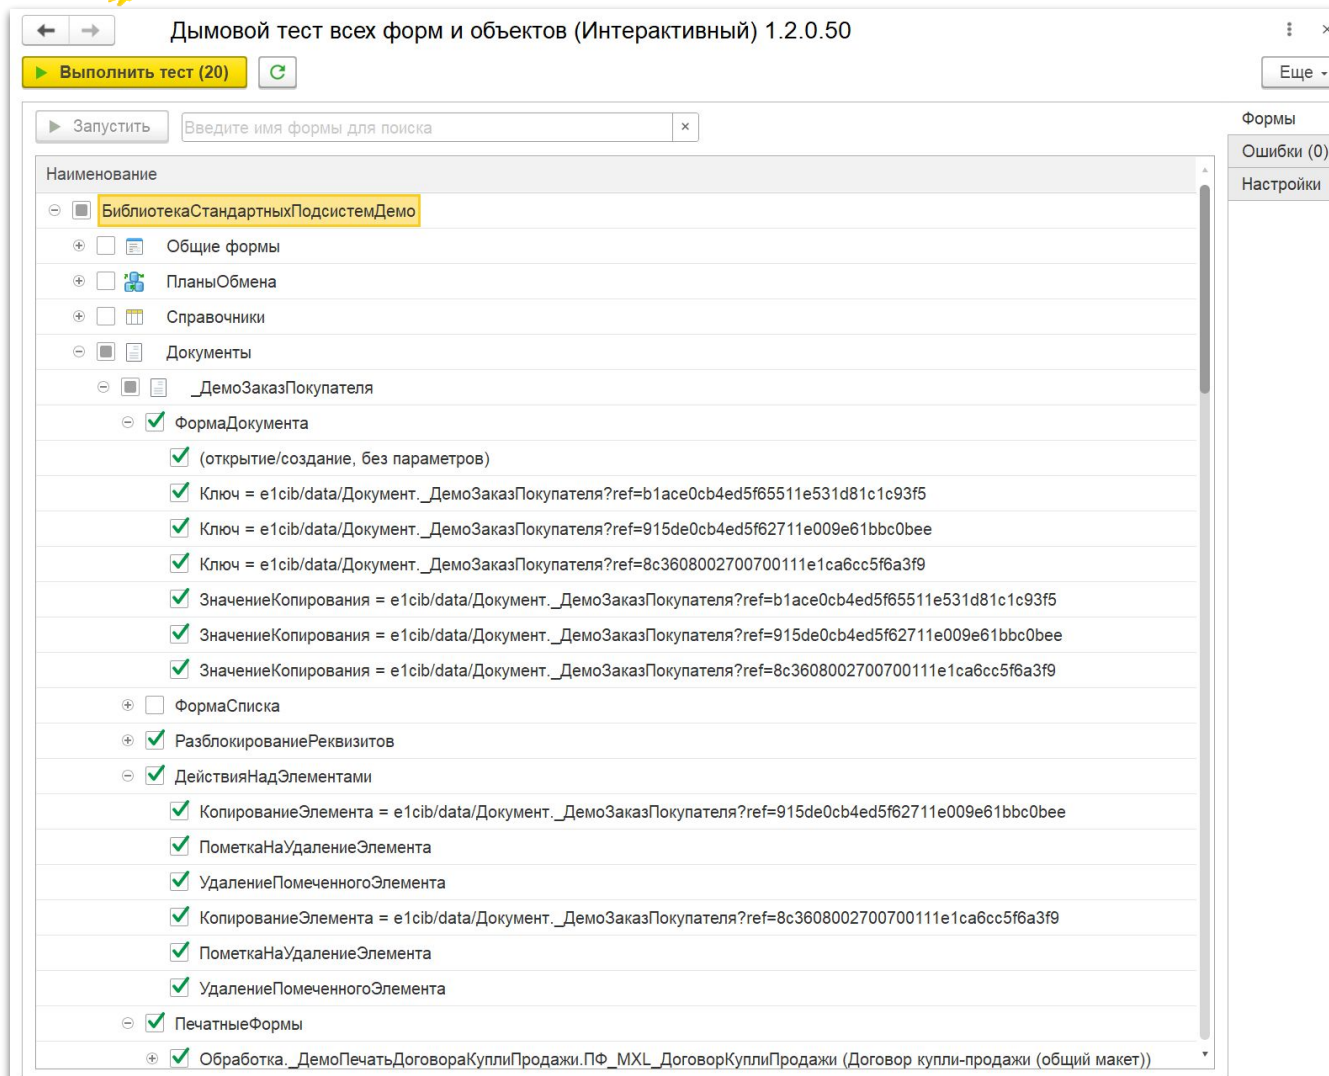 Дымовой тест всех форм и объектов (Интерактивный) 1.2.0.50
Выполнить тест (20)
Еще
Запустить
Введите имя формы для поиска
Формы
Ошибки (0)
Настройки
Наименование
БиблиотекаСтандартныхПодсистемДемо
Общие формы
ПланыОбмена
Справочники
Документы
_ДемоЗаказПокупателя
ФормаДокумента
(открытие/создание, без параметров)
Ключ = e1cib/data/Документ._ДемоЗаказПокупателя?ref=b1ace0cb4ed5f65511e531d81c1c93f5
Ключ = e1cib/data/Документ._ДемоЗаказПокупателя?ref=915de0cb4ed5f62711e009e61bbc0bee
Ключ = e1cib/data/Документ._ДемоЗаказПокупателя?ref=8c3608002700700111e1ca6cc5f6a3f9
ЗначениеКопирования = e1cib/data/Документ._ДемоЗаказПокупателя?ref=b1ace0cb4ed5f65511e531d81c1c93f5
ЗначениеКопирования = e1cib/data/Документ._ДемоЗаказПокупателя?ref=915de0cb4ed5f62711e009e61bbc0bee
ЗначениеКопирования = e1cib/data/Документ._ДемоЗаказПокупателя?ref=8c3608002700700111e1ca6cc5f6a3f9
ФормаСписка
РазблокированиеРеквизитов
ДействияНадЭлементами
КопированиеЭлемента = e1cib/data/Документ._ДемоЗаказПокупателя?ref=915de0cb4ed5f62711e009e61bbc0bee
ПометкаНаУдалениеЭлемента
УдалениеПомеченногоЭлемента
КопированиеЭлемента = e1cib/data/Документ._ДемоЗаказПокупателя?ref=8c3608002700700111e1ca6cc5f6a3f9
ПометкаНаУдалениеЭлемента
УдалениеПомеченногоЭлемента
ПечатныеФормы
Обработка._ДемоПечатьДоговораКуплиПродажи.ПФ_MXL_ДоговорКуплиПродажи (Договор купли-продажи (общий макет))